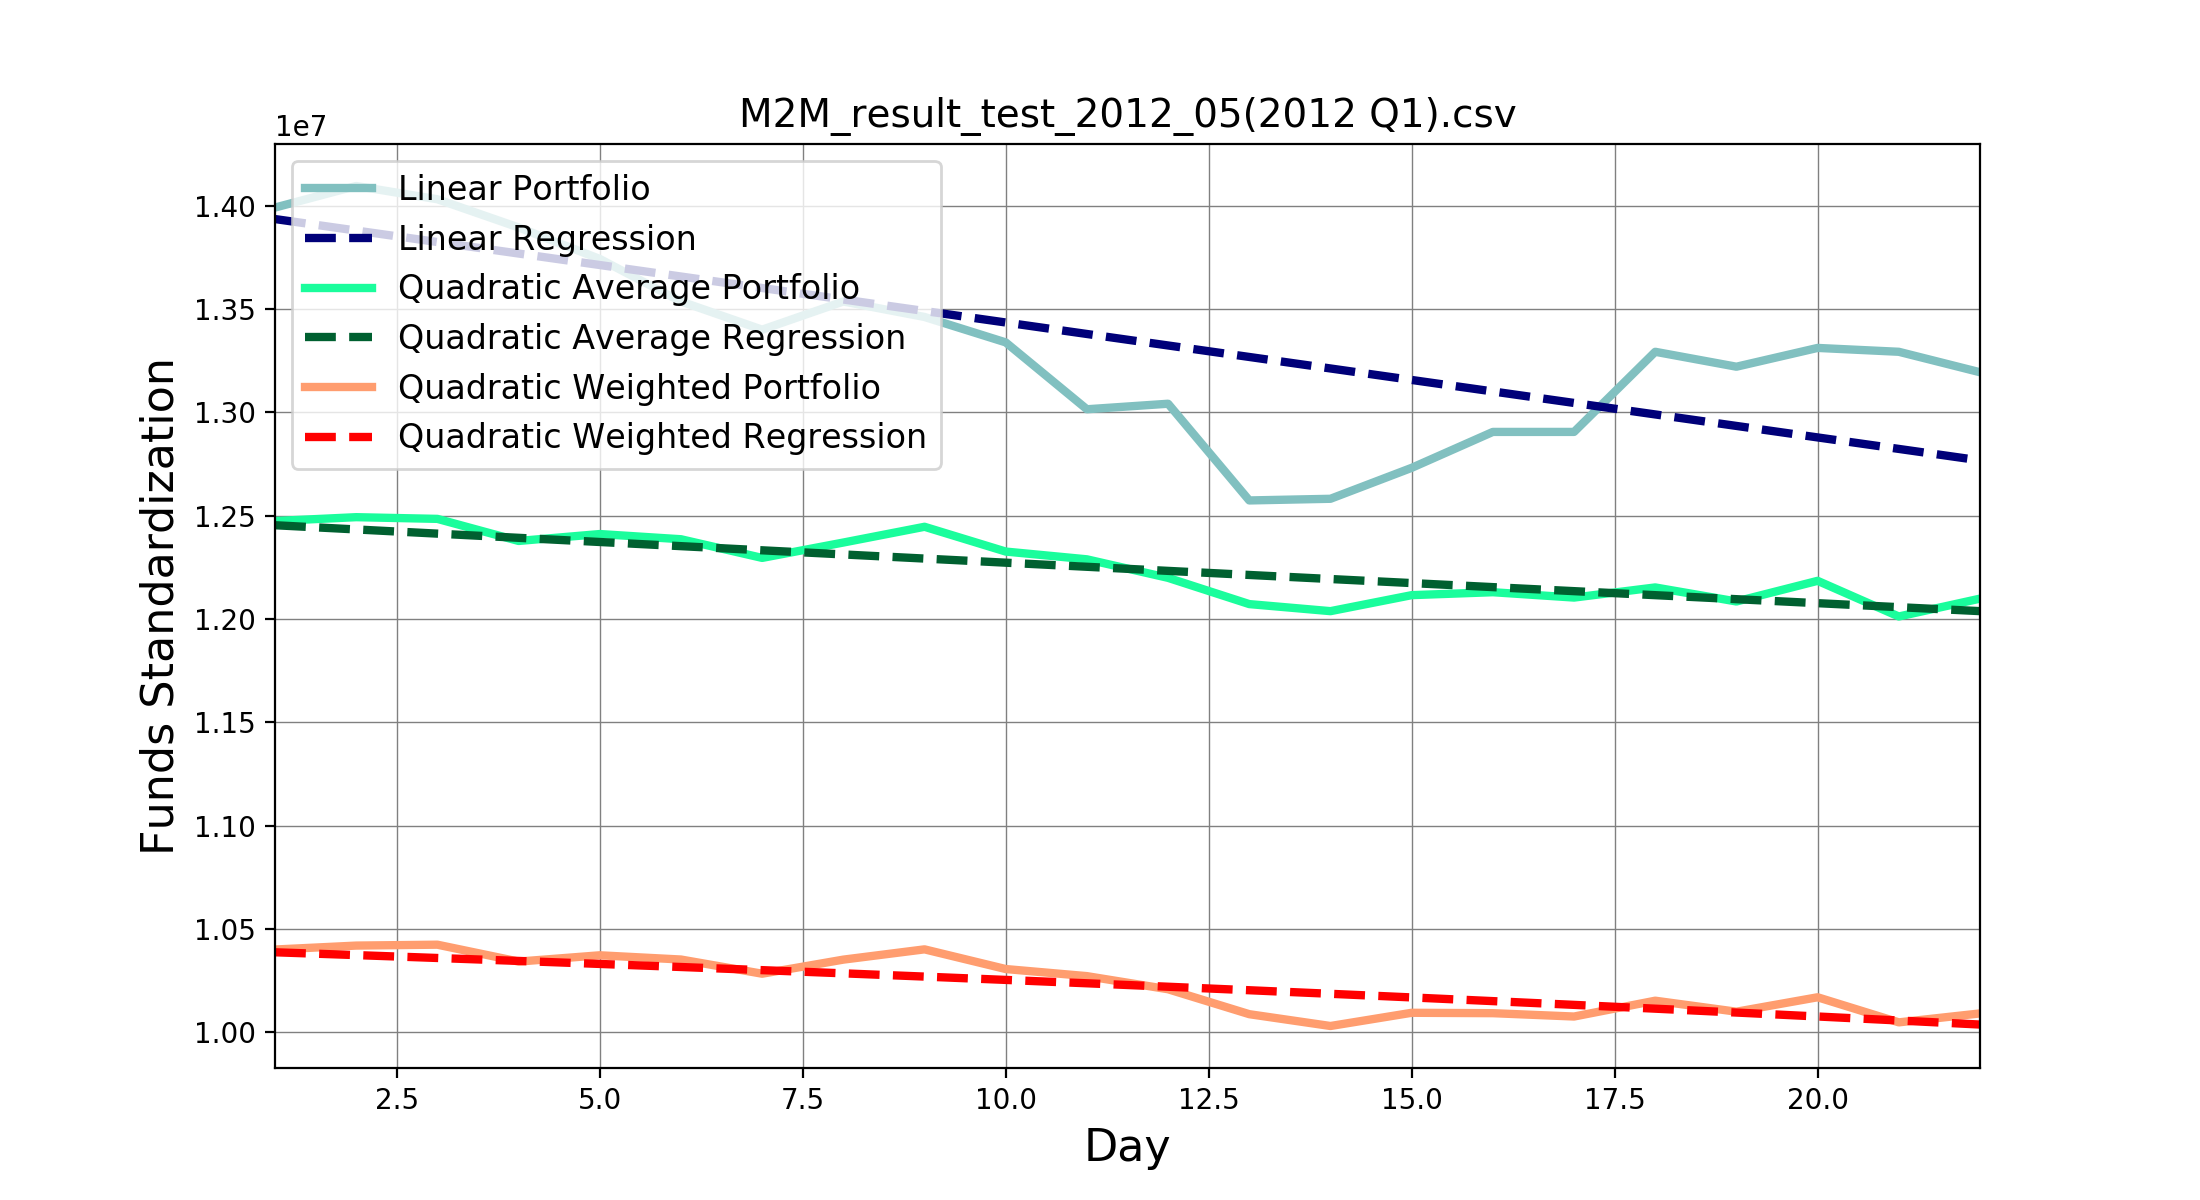 M2M_result_test_2012_05(2012 Q1).csv
1e7
Linear Portfolio
Linear Regression
Quadratic Average Portfolio
Quadratic Average Regression
Quadratic Weighted Portfolio
Quadratic Weighted Regression
1.40
1.35
1.30
1.25
1.20
1.15
1.10
1.05
1.00
Funds Standardization
2.5 5.0 7.5 10.0 12.5 15.0 17.5 20.0
Day